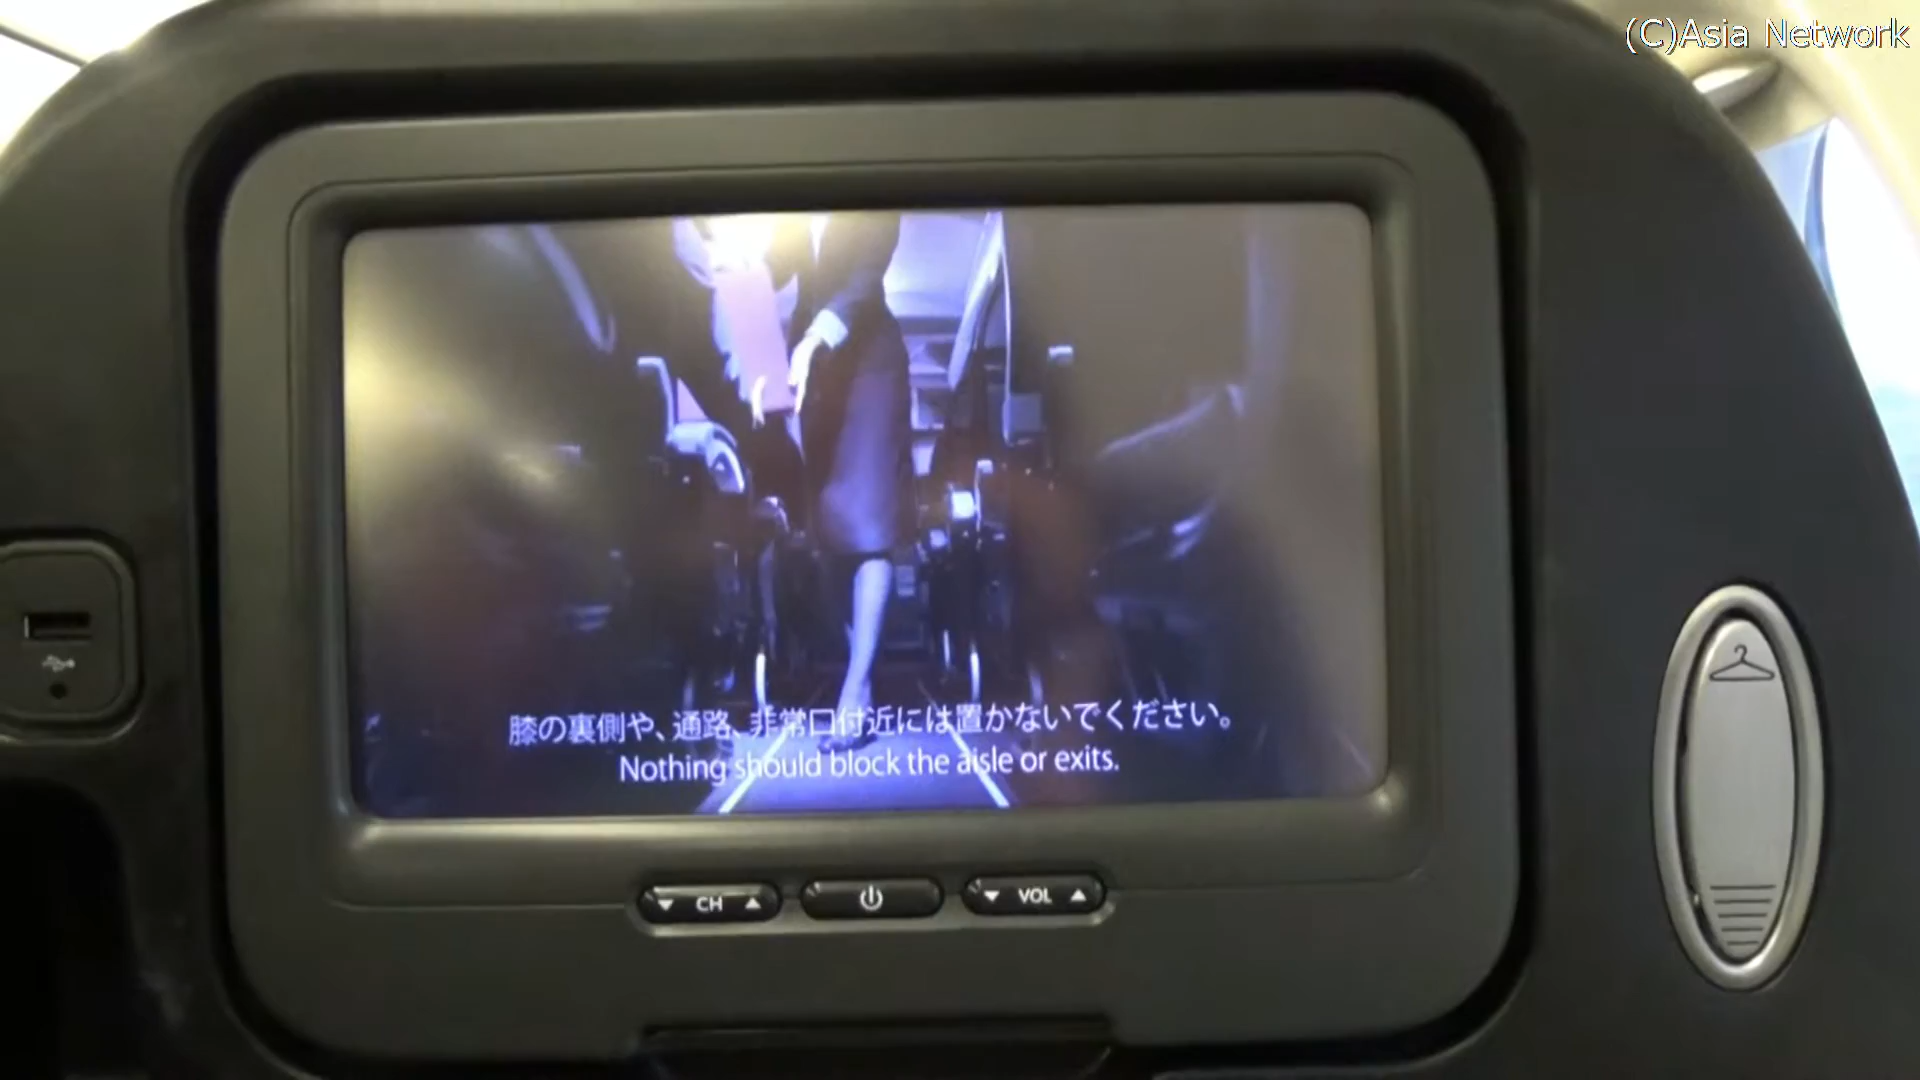 (C)Asia Network
膝の裏側や、通路、非常口付近には置かないでください。
Nothing should block the aisle or exits.
CH
VOL